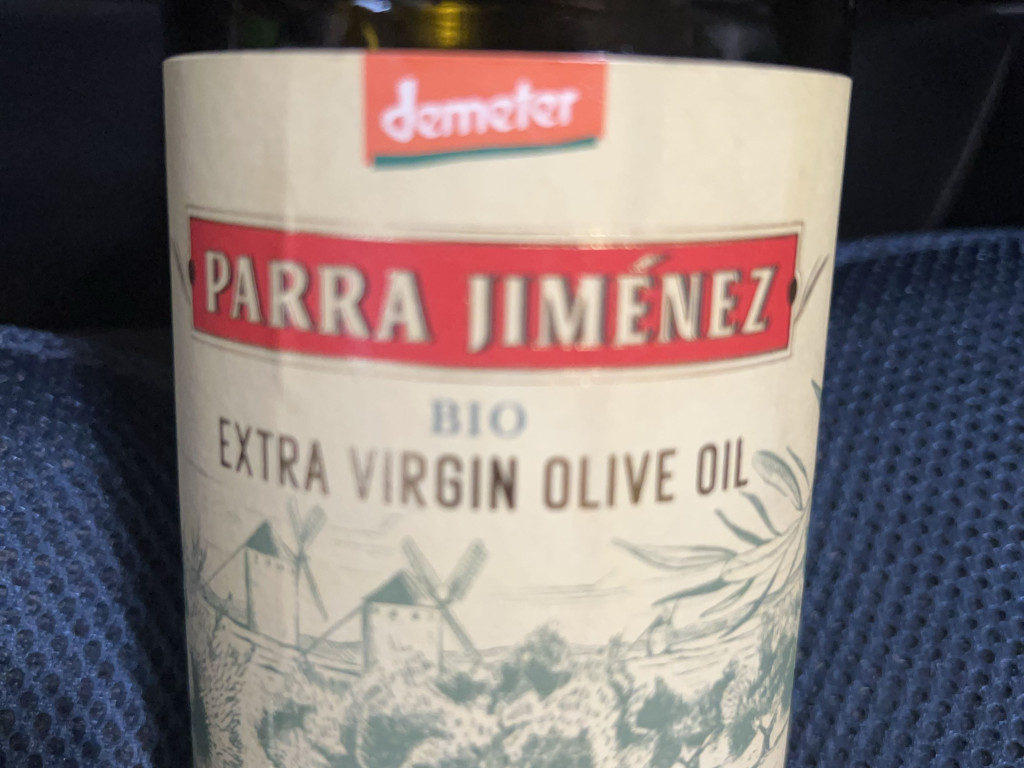 demeter
PARRA JIMÉNEZ
BIO
EXTRA VIRGIN OLIVE OIL